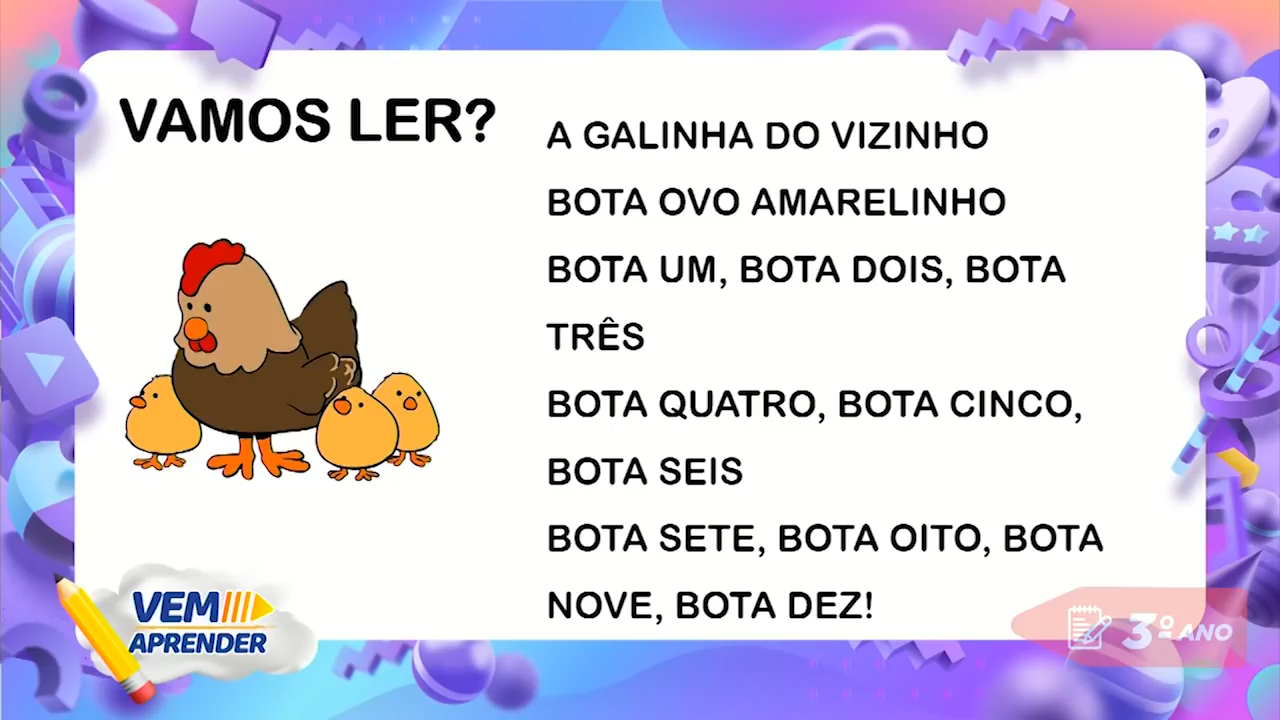 VAMOS LER?
A GALINHA DO VIZINHO
BOTA OVO AMARELINHO
BOTA UM, BOTA DOIS, BOTA
TRÊS
BOTA QUATRO, BOTA CINCO,
BOTA SEIS
BOTA SETE, BOTA OITO, BOTA
NOVE, BOTA DEZ!
VEM
APRENDER
3º ANO